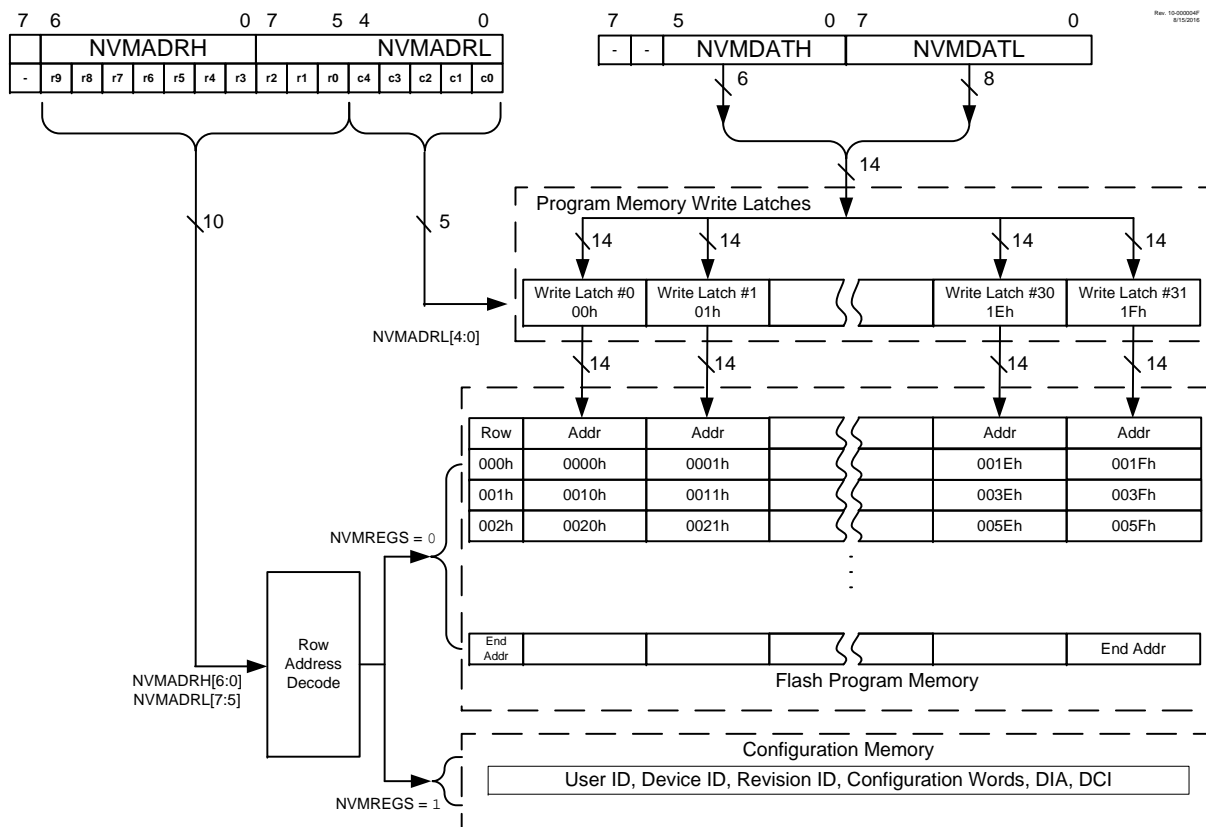 Rev. 10-000004F
8/15/2016
7 6 0 7 5 4 0
NVMADRH NVMADRL
- r9 r8 r7 r6 r5 r4 r3 r2 r1 r0 c4 c3 c2 c1 c0
7 5 0 7 0
- - NVMDATH NVMDATL
6 8
14
10 5
Program Memory Write Latches
14 14 14 14
Write Latch #0 Write Latch #1 Write Latch #30 Write Latch #31
00h 01h 1Eh 1Fh
NVMADRL[4:0]
14 14 14 14
Row Addr Addr Addr Addr
000h 0000h 0001h 001Eh 001Fh
001h 0010h 0011h 003Eh 003Fh
002h 0020h 0021h 005Eh 005Fh
NVMREGS = 0
Row
Address
Decode
End
Addr
End Addr
NVMADRH[6:0]
NVMADRL[7:5]
Flash Program Memory
Configuration Memory
User ID, Device ID, Revision ID, Configuration Words, DIA, DCI
NVMREGS = 1